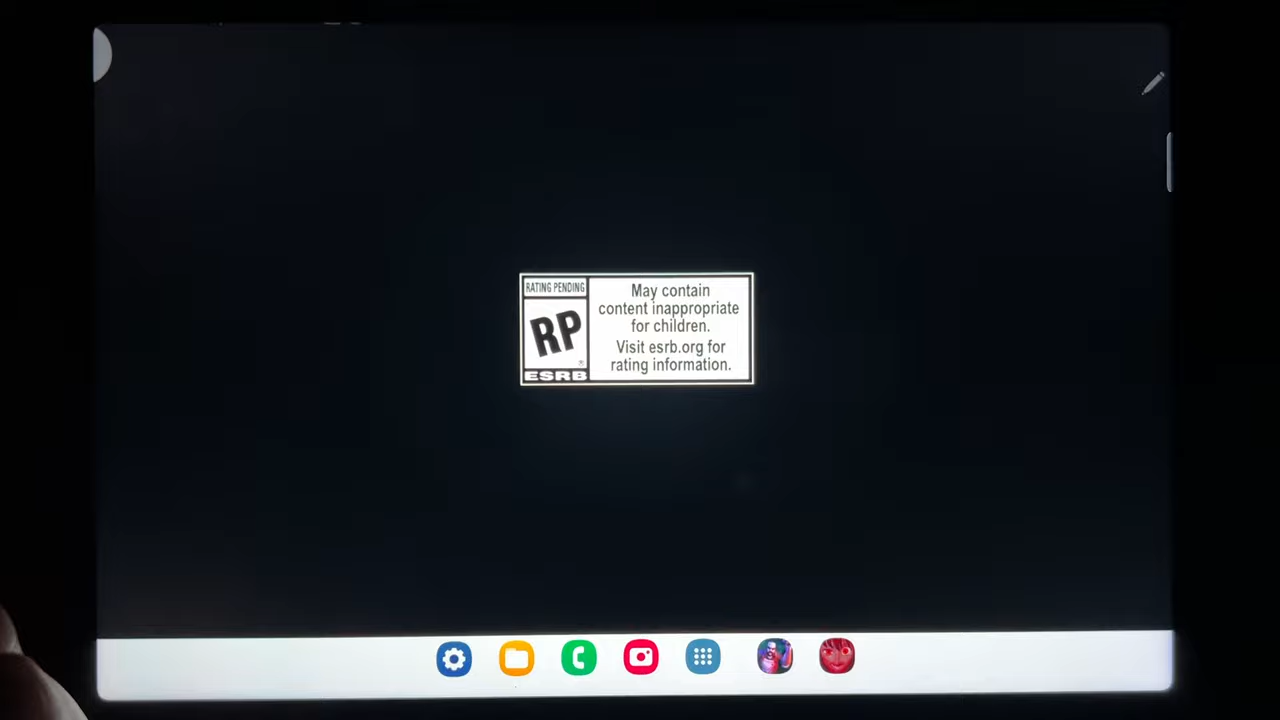 RATING PENDING
RP
ESRB
May contain
content inappropriate
for children.
Visit esrb.org for
rating information.